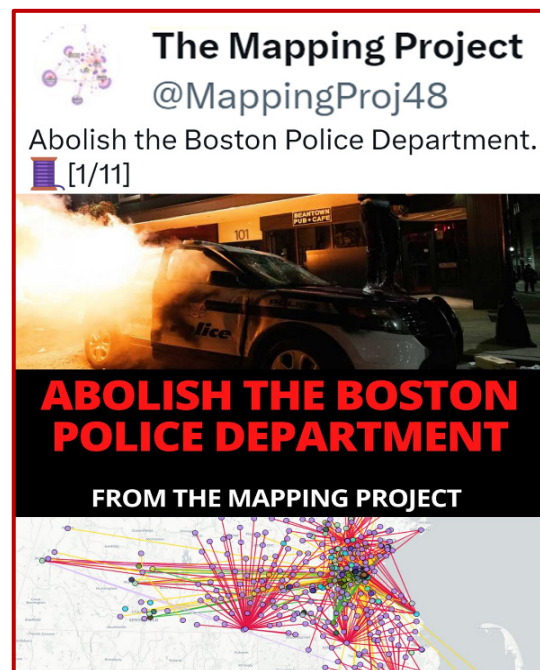 The Mapping Project
@MappingProj48
Abolish the Boston Police Department.
🧵 [1/11]
BEANTOWN
PUB + CAFE
101
lice
ABOLISH THE BOSTON
POLICE DEPARTMENT
FROM THE MAPPING PROJECT